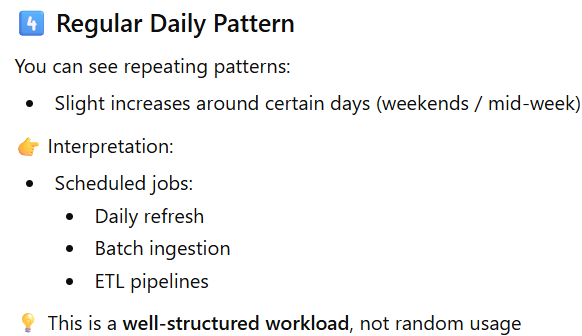 4️⃣ Regular Daily Pattern
You can see repeating patterns:
• Slight increases around certain days (weekends / mid-week)
👉 Interpretation:
• Scheduled jobs:
• Daily refresh
• Batch ingestion
• ETL pipelines
💡 This is a well-structured workload, not random usage